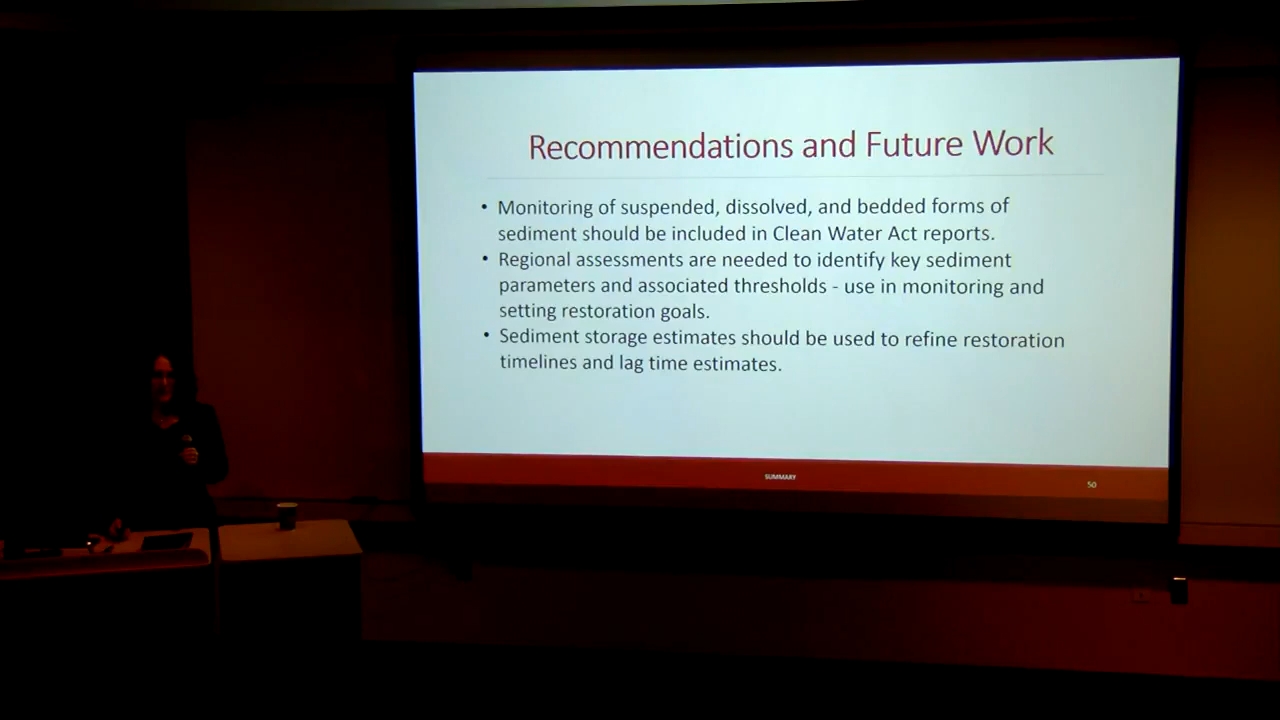 Recommendations and Future Work
• Monitoring of suspended, dissolved, and bedded forms of
sediment should be included in Clean Water Act reports.
• Regional assessments are needed to identify key sediment
parameters and associated thresholds - use in monitoring and
setting restoration goals.
• Sediment storage estimates should be used to refine restoration
timelines and lag time estimates.
SUMMARY
50